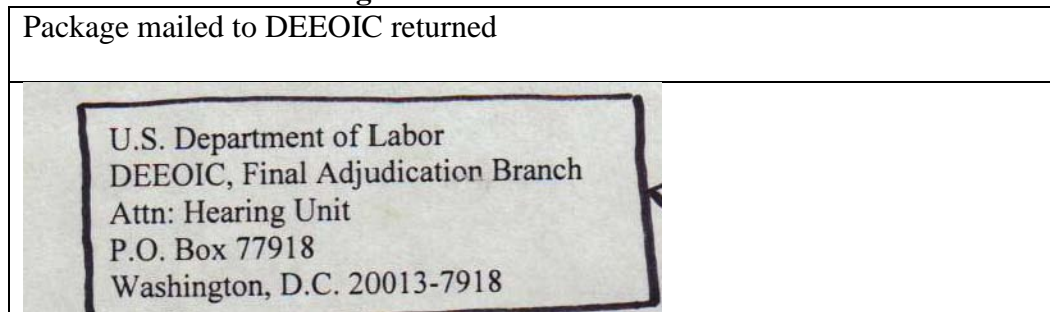 Package mailed to DEEOIC returned
U.S. Department of Labor
DEEOIC, Final Adjudication Branch
Attn: Hearing Unit
P.O. Box 77918
Washington, D.C. 20013-7918